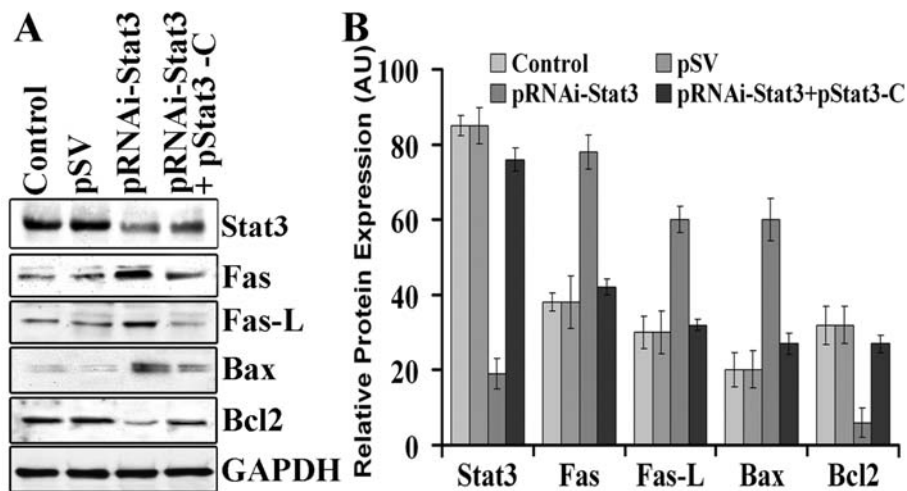 A
Control
pSV
pRNAi-Stat3
pRNAi-Stat3
+ pStat3 -C
Stat3
Fas
Fas-L
Bax
Bcl2
GAPDH
B
Relative Protein Expression (AU)
100
80
60
40
20
0
Control
pSV
pRNAi-Stat3
pRNAi-Stat3+pStat3-C
Stat3
Fas
Fas-L
Bax
Bcl2